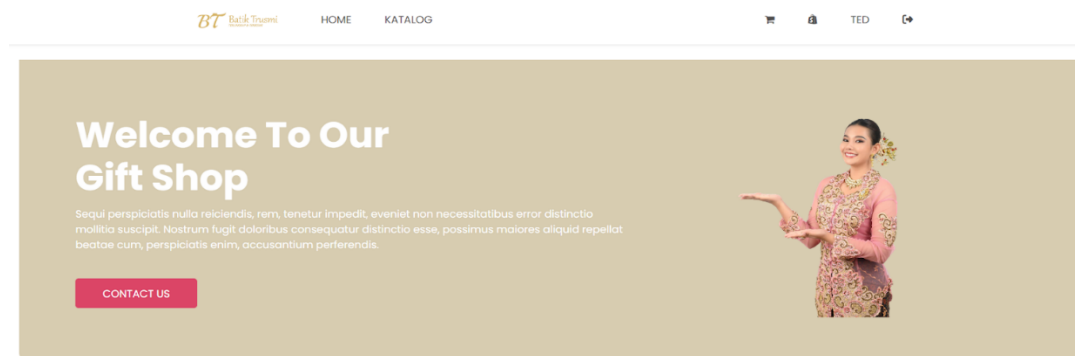 BT Batik Trusmi
HOME
KATALOG
TED
Welcome To Our
Gift Shop
Sequi perspiciatis nulla reiciendis, rem, tenetur impedit, eveniet non necessitatibus error distinctio
mollitia suscipit. Nostrum fugit doloribus consequatur distinctio esse, possimus maiores aliquid repellat
beatae cum, perspiciatis enim, accusantium perferendis.
CONTACT US